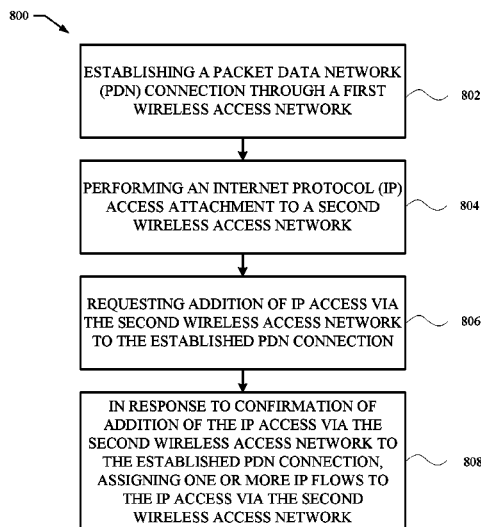 800
ESTABLISHING A PACKET DATA NETWORK
(PDN) CONNECTION THROUGH A FIRST
WIRELESS ACCESS NETWORK
802
PERFORMING AN INTERNET PROTOCOL (IP)
ACCESS ATTACHMENT TO A SECOND
WIRELESS ACCESS NETWORK
804
REQUESTING ADDITION OF IP ACCESS VIA
THE SECOND WIRELESS ACCESS NETWORK
TO THE ESTABLISHED PDN CONNECTION
806
IN RESPONSE TO CONFIRMATION OF
ADDITION OF THE IP ACCESS VIA THE
SECOND WIRELESS ACCESS NETWORK TO
THE ESTABLISHED PDN CONNECTION,
ASSIGNING ONE OR MORE IP FLOWS TO
THE IP ACCESS VIA THE SECOND
WIRELESS ACCESS NETWORK
808